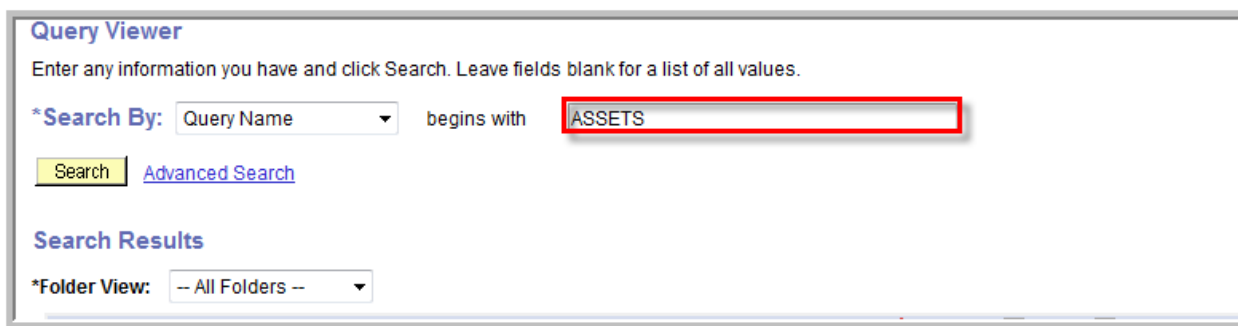 Query Viewer
Enter any information you have and click Search. Leave fields blank for a list of all values.
*Search By: Query Name begins with ASSETS
Search Advanced Search
Search Results
*Folder View: -- All Folders --